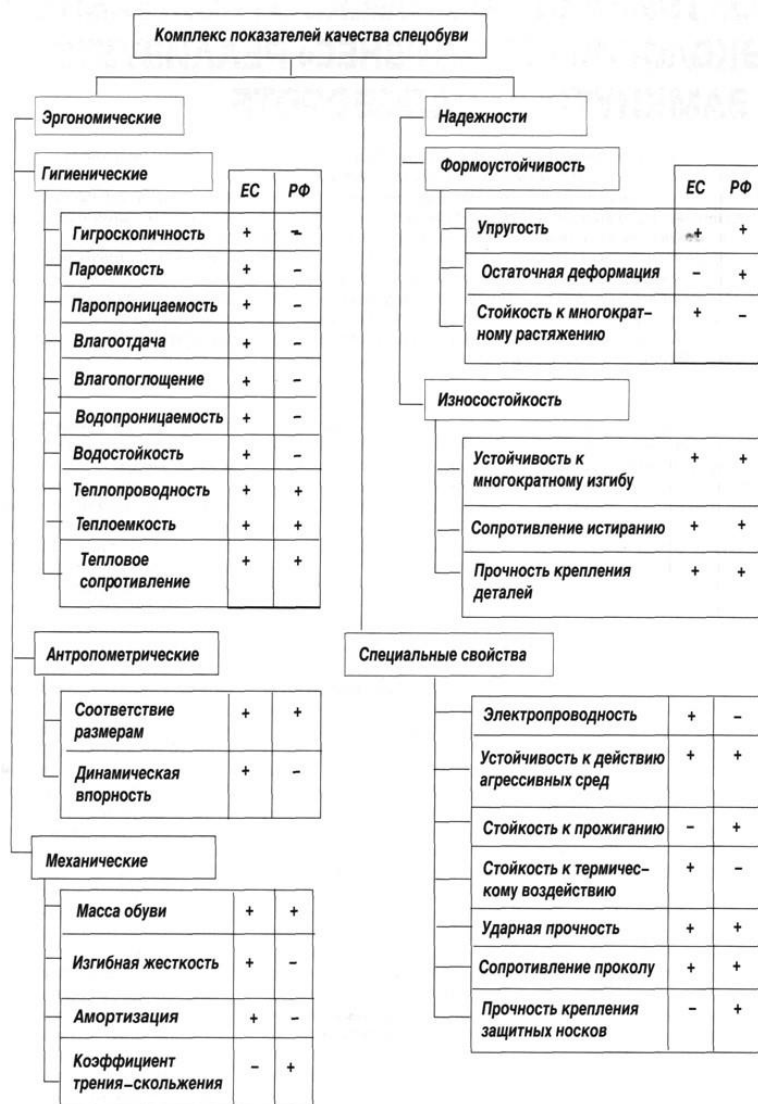 Комплекс показателей качества спецобуви
Эргономические
Гигиенические
ЕС РФ
Гигроскопичность + -
Пароемкость + -
Паропроницаемость + -
Влагоотдача + -
Влагопоглощение + -
Водопроницаемость + -
Водостойкость + -
Теплопроводность + +
Теплоемкость + +
Тепловое + +
сопротивление
Антропометрические
Соответствие + +
размерам
Динамическая + -
впорность
Механические
Масса обуви + +
Изгибная жесткость + -
Амортизация + -
Коэффициент - +
трения-скольжения
Надежности
Формоустойчивость
ЕС РФ
Упругость + +
Остаточная деформация - +
Стойкость к многократ- + -
ному растяжению
Износостойкость
Устойчивость к + +
многократному изгибу
Сопротивление истиранию + +
Прочность крепления + +
деталей
Специальные свойства
Электропроводность + -
Устойчивость к действию + +
агрессивных сред
Стойкость к прожиганию - +
Стойкость к термичес- + -
кому воздействию
Ударная прочность + +
Сопротивление проколу + +
Прочность крепления - +
защитных носков